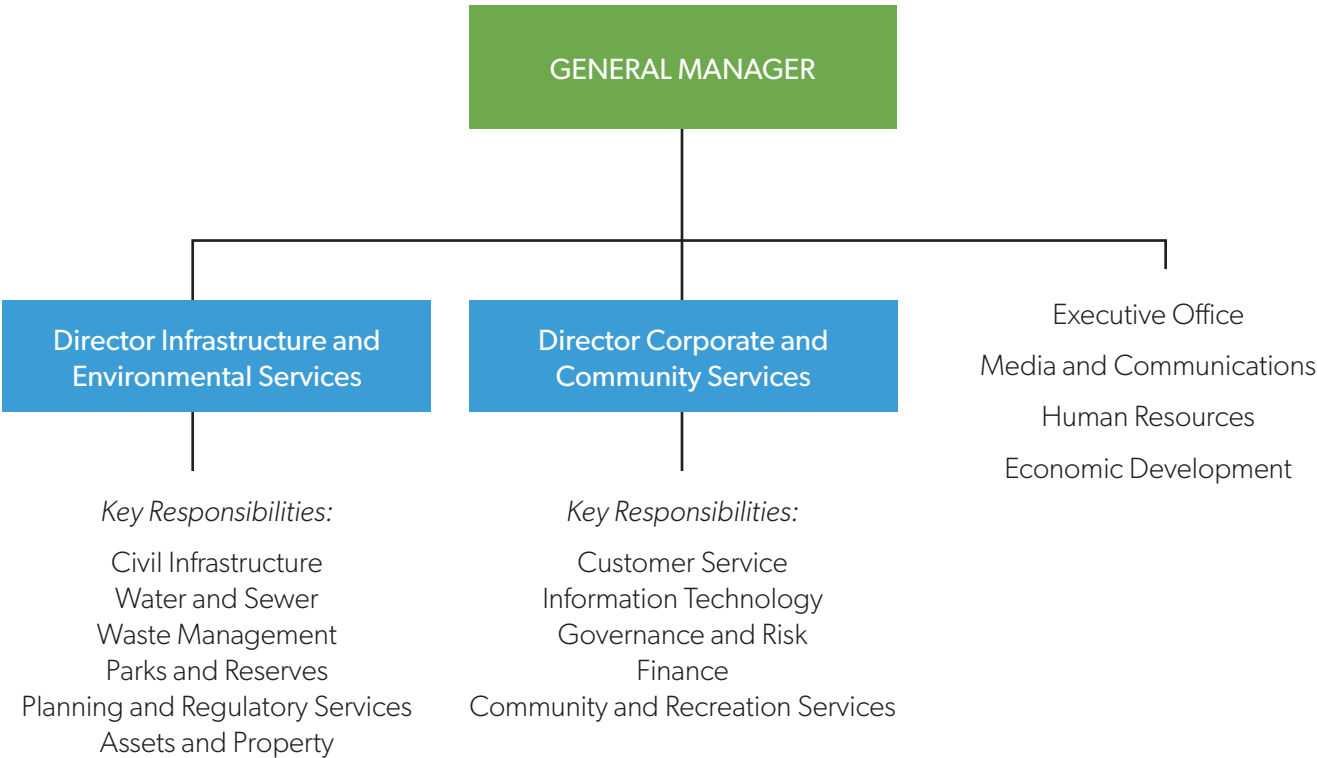 GENERAL MANAGER
Director Infrastructure and
Environmental Services
Key Responsibilities:
Civil Infrastructure
Water and Sewer
Waste Management
Parks and Reserves
Planning and Regulatory Services
Assets and Property
Director Corporate and
Community Services
Key Responsibilities:
Customer Service
Information Technology
Governance and Risk
Finance
Community and Recreation Services
Executive Office
Media and Communications
Human Resources
Economic Development